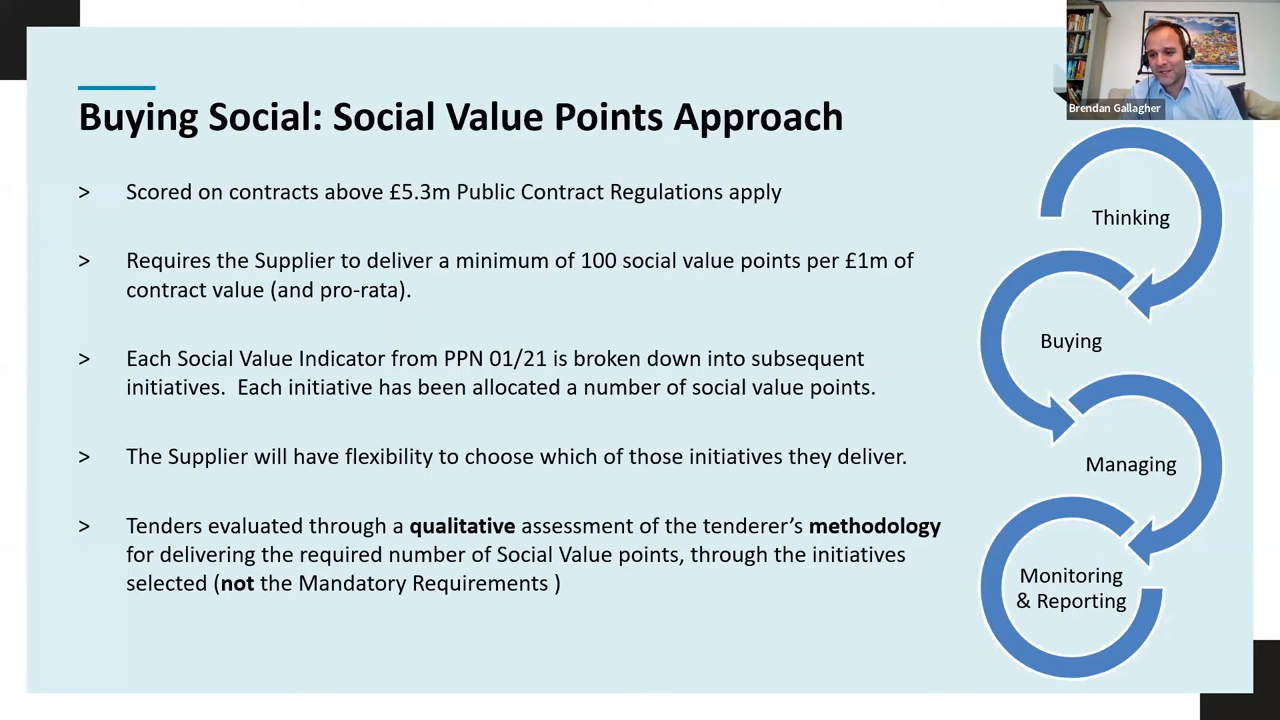 Brendan Gallagher
Buying Social: Social Value Points Approach
> Scored on contracts above £5.3m Public Contract Regulations apply
> Requires the Supplier to deliver a minimum of 100 social value points per £1m of
contract value (and pro-rata).
> Each Social Value Indicator from PPN 01/21 is broken down into subsequent
initiatives.  Each initiative has been allocated a number of social value points.
> The Supplier will have flexibility to choose which of those initiatives they deliver.
> Tenders evaluated through a qualitative assessment of the tenderer’s methodology
for delivering the required number of Social Value points, through the initiatives
selected (not the Mandatory Requirements )
Thinking
Buying
Managing
Monitoring
& Reporting